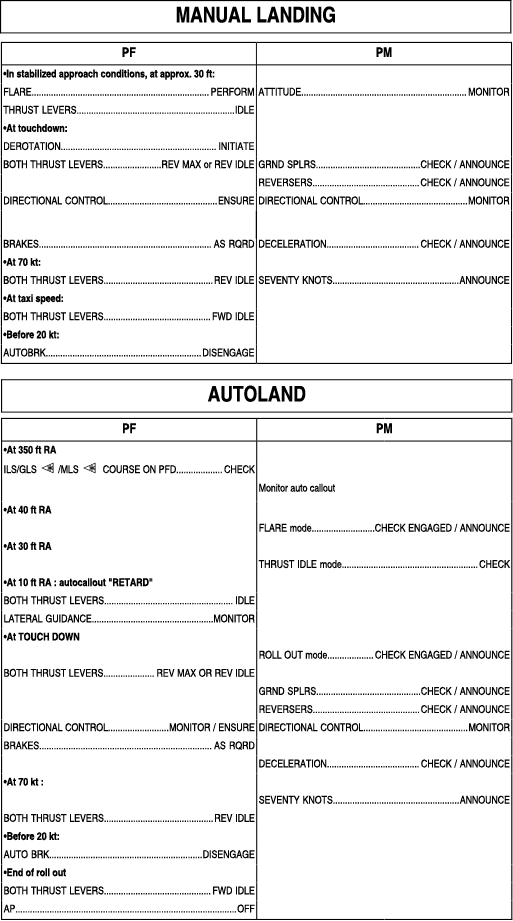 MANUAL LANDING
PF PM
•In stabilized approach conditions, at approx. 30 ft:
FLARE.......... PERFORM ATTITUDE.......... MONITOR
THRUST LEVERS..........IDLE
•At touchdown:
DEROTATION.......... INITIATE
BOTH THRUST LEVERS..........REV MAX or REV IDLE GRND SPLRS..........CHECK / ANNOUNCE
REVERSERS.......... CHECK / ANNOUNCE
DIRECTIONAL CONTROL..........ENSURE DIRECTIONAL CONTROL..........MONITOR
BRAKES.......... AS RQRD DECELERATION.......... CHECK / ANNOUNCE
•At 70 kt:
BOTH THRUST LEVERS.......... REV IDLE SEVENTY KNOTS..........ANNOUNCE
•At taxi speed:
BOTH THRUST LEVERS.......... FWD IDLE
•Before 20 kt:
AUTOBRK.......... DISENGAGE
AUTOLAND
PF PM
•At 350 ft RA
ILS/GLS /MLS COURSE ON PFD.......... CHECK
Monitor auto callout
•At 40 ft RA
FLARE mode..........CHECK ENGAGED / ANNOUNCE
•At 30 ft RA
THRUST IDLE mode.......... CHECK
•At 10 ft RA : autocallout "RETARD"
BOTH THRUST LEVERS.......... IDLE
LATERAL GUIDANCE..........MONITOR
•At TOUCH DOWN
ROLL OUT mode.......... CHECK ENGAGED / ANNOUNCE
BOTH THRUST LEVERS.......... REV MAX OR REV IDLE
GRND SPLRS..........CHECK / ANNOUNCE
REVERSERS.......... CHECK / ANNOUNCE
DIRECTIONAL CONTROL..........MONITOR / ENSURE DIRECTIONAL CONTROL..........MONITOR
BRAKES.......... AS RQRD
DECELERATION.......... CHECK / ANNOUNCE
•At 70 kt :
SEVENTY KNOTS..........ANNOUNCE
BOTH THRUST LEVERS.......... REV IDLE
•Before 20 kt:
AUTO BRK..........DISENGAGE
•End of roll out
BOTH THRUST LEVERS.......... FWD IDLE
AP..........OFF